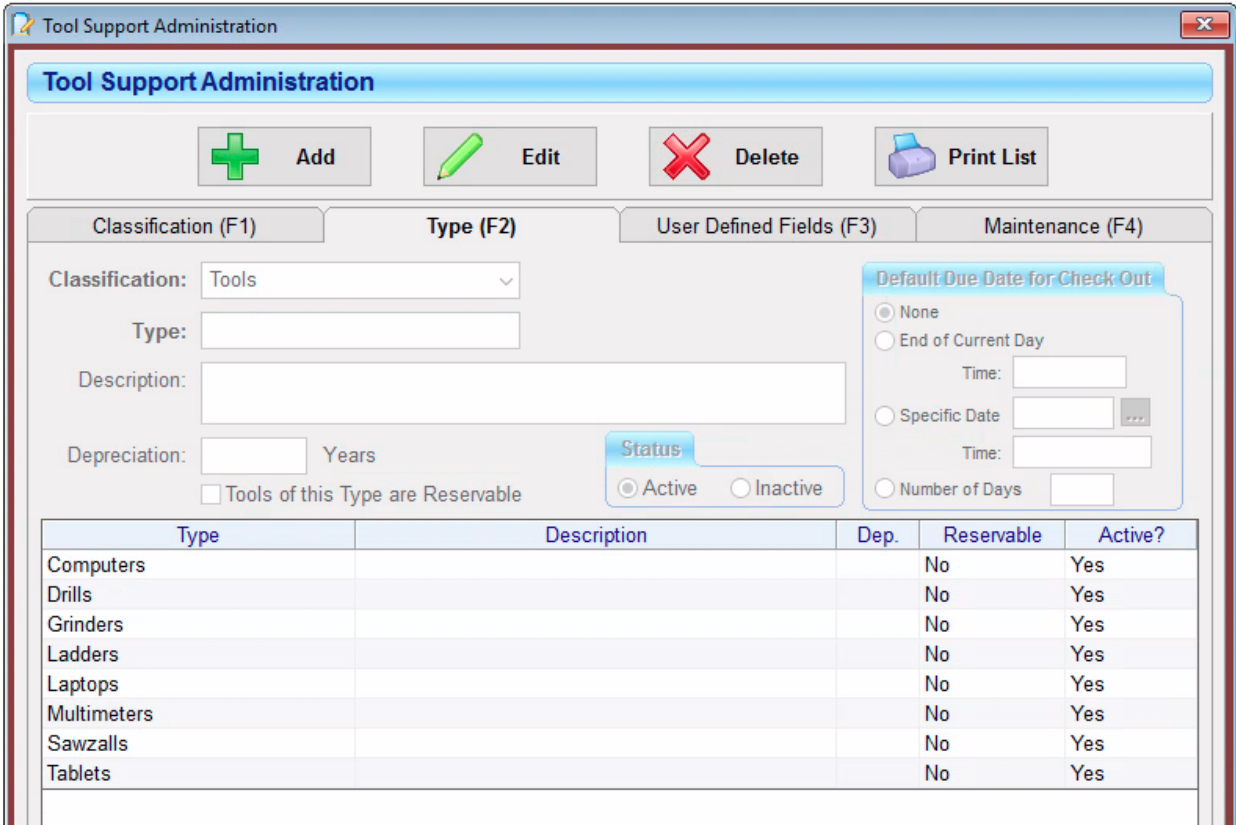 Tool Support Administration
Tool Support Administration
Add Edit Delete Print List
Classification (F1) Type (F2) User Defined Fields (F3) Maintenance (F4)
Classification: Tools
Type:
Description:
Depreciation: Years
Tools of this Type are Reservable
Status
Active Inactive
Default Due Date for Check Out
None
End of Current Day
Time:
Specific Date ...
Time:
Number of Days
Type Description Dep. Reservable Active?
Computers No Yes
Drills No Yes
Grinders No Yes
Ladders No Yes
Laptops No Yes
Multimeters No Yes
Sawzalls No Yes
Tablets No Yes